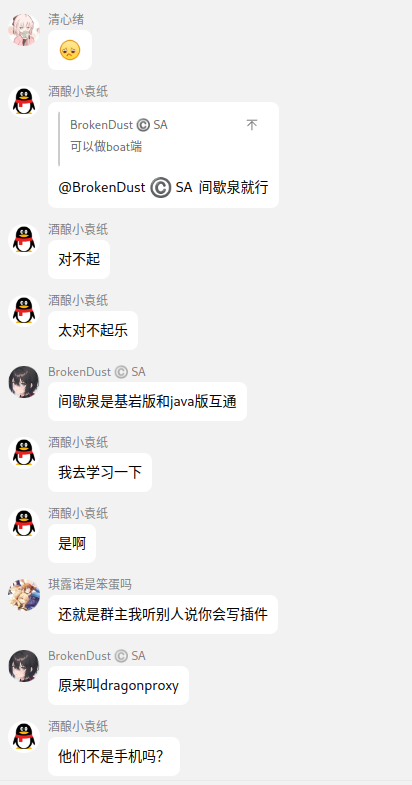 清心绪
酒酿小袁纸
BrokenDust © SA
可以做boat端
@BrokenDust © SA 间歇泉就行
酒酿小袁纸
对不起
酒酿小袁纸
太对不起乐
BrokenDust © SA
间歇泉是基岩版和java版互通
酒酿小袁纸
我去学习一下
酒酿小袁纸
是啊
琪露诺是笨蛋吗
还就是群主我听别人说你会写插件
BrokenDust © SA
原来叫dragonproxy
酒酿小袁纸
他们不是手机吗？